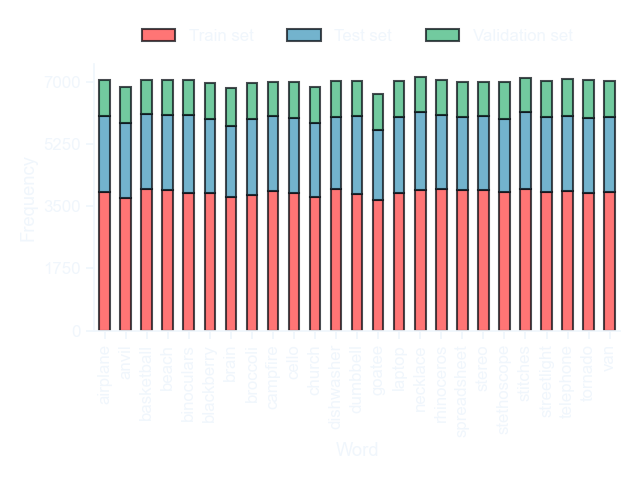 Train set Test set Validation set
7000
5250
3500
1750
0
Frequency
airplane
anvil
basketball
beach
binoculars
blackberry
brain
broccoli
campfire
cello
church
dishwasher
dumbbell
goatee
laptop
necklace
rhinoceros
spreadsheet
stereo
stethoscope
stitches
streetlight
telephone
tornado
van
Word